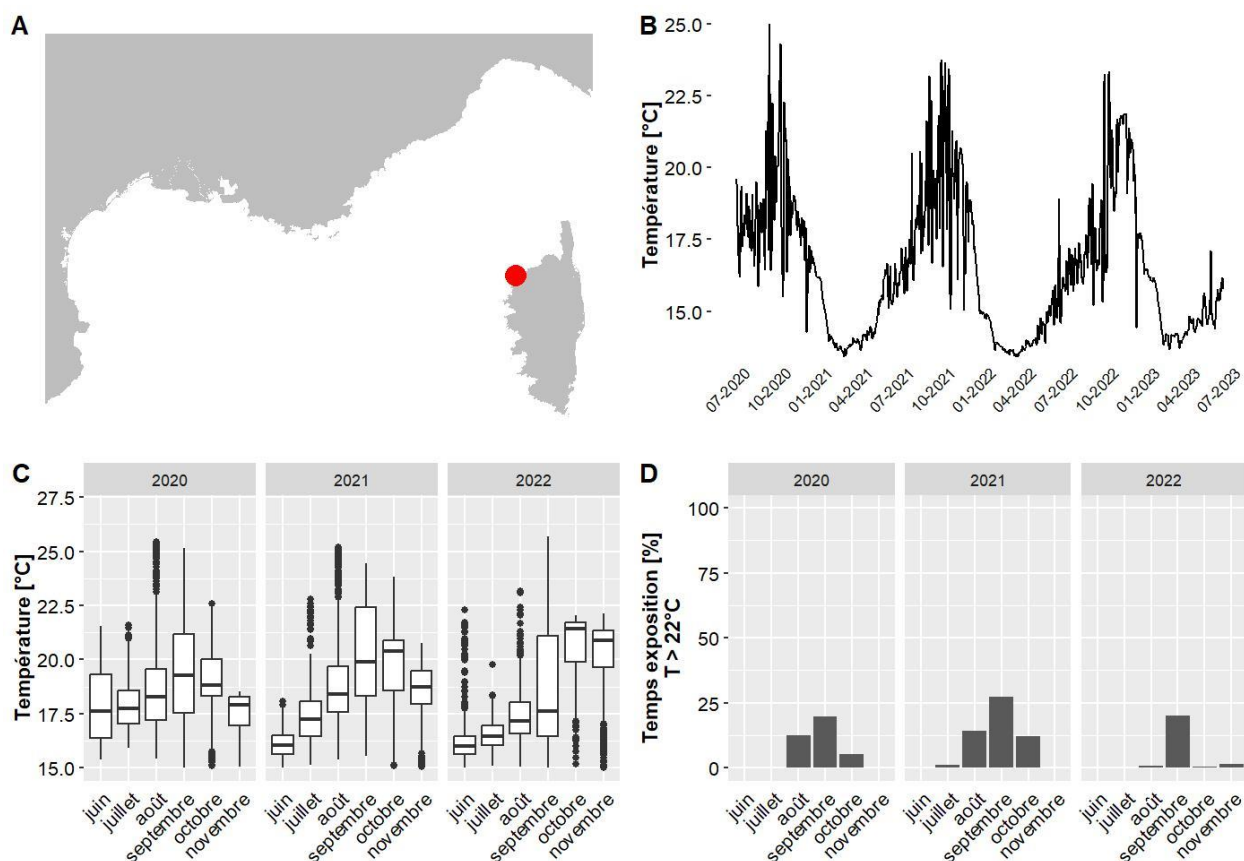 A
B
Température [°C]
25.0
22.5
20.0
17.5
15.0
07-2020
10-2020
01-2021
04-2021
07-2021
10-2021
01-2022
04-2022
07-2022
10-2022
01-2023
04-2023
07-2023
C
2020
2021
2022
Température [°C]
27.5
25.0
22.5
20.0
17.5
15.0
juin
juillet
août
septembre
octobre
novembre
juin
juillet
août
septembre
octobre
novembre
juin
juillet
août
septembre
octobre
novembre
D
2020
2021
2022
Temps exposition [%]
T > 22°C
100
75
50
25
0
juin
juillet
août
septembre
octobre
novembre
juin
juillet
août
septembre
octobre
novembre
juin
juillet
août
septembre
octobre
novembre